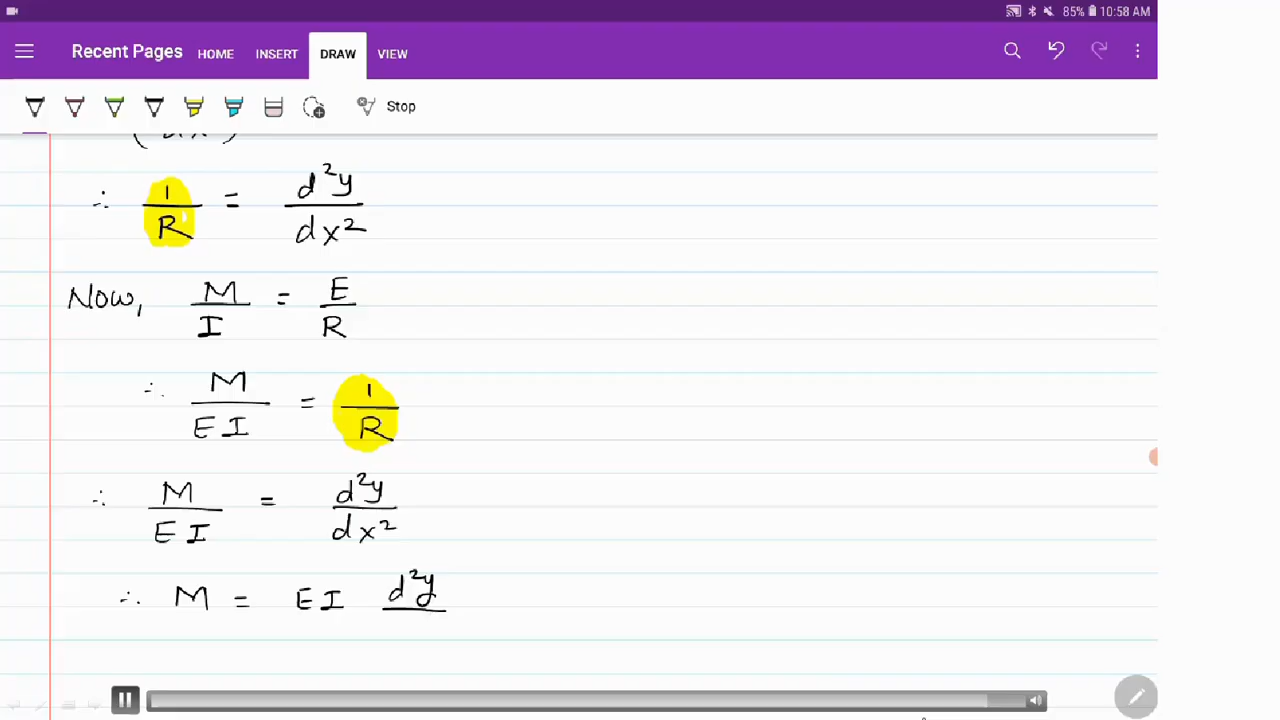 85% 10:58 AM
Recent Pages HOME INSERT DRAW VIEW
Stop
∴ 1/R = d²y/dx²
Now, M/I = E/R
∴ M/EI = 1/R
∴ M/EI = d²y/dx²
∴ M = EI d²y